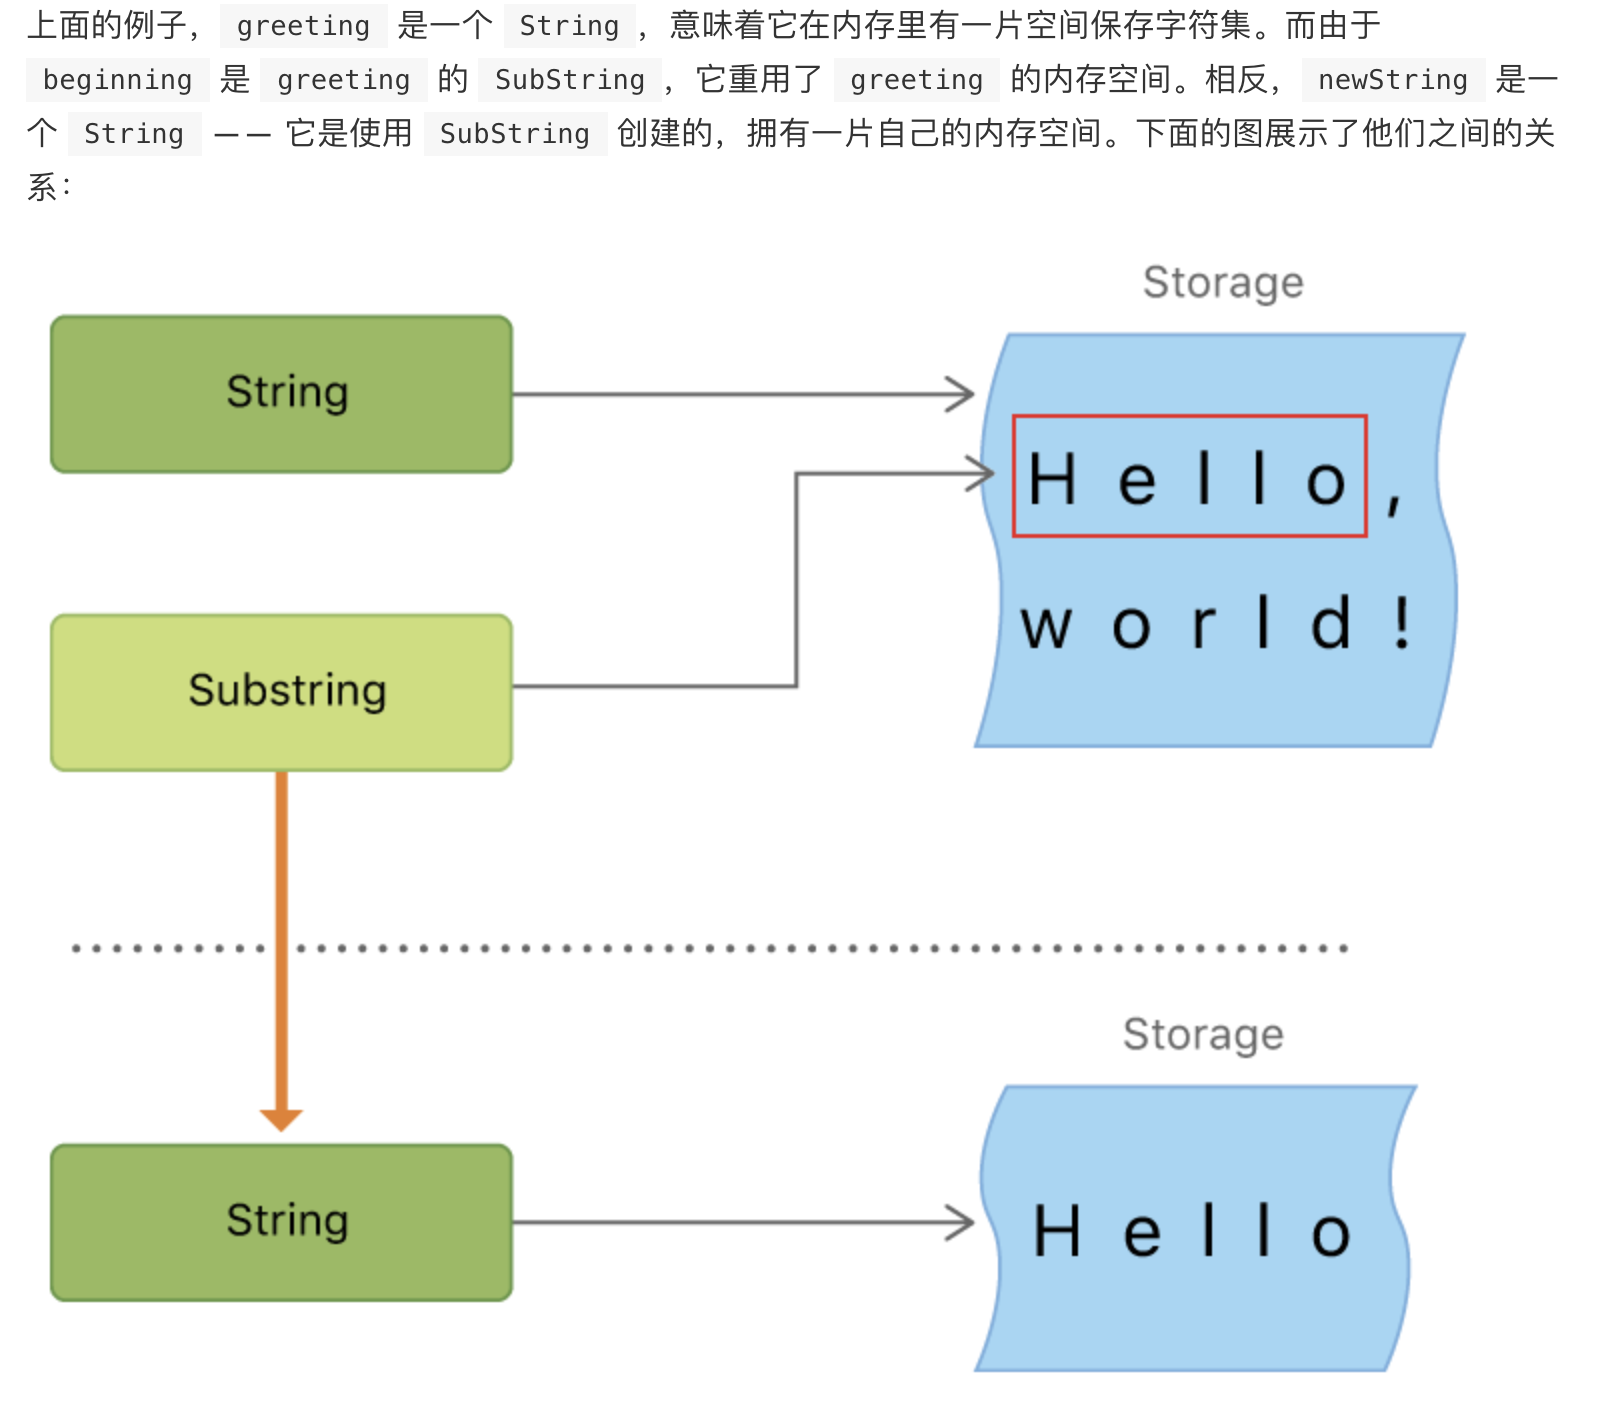 上面的例子，greeting 是一个 String，意味着它在内存里有一片空间保存字符集。而由于
beginning 是 greeting 的 SubString，它重用了 greeting 的内存空间。相反，newString 是一
个 String —— 它是使用 SubString 创建的，拥有一片自己的内存空间。下面的图展示了他们之间的关
系：
Storage
String
Hello,
world!
Substring
Storage
String
Hello